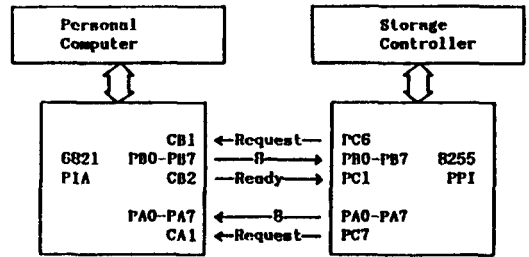 Personal Computer
Storage Controller
CB1 Request PC6
6821 PB0-PB7 8 PB0-PB7 8255
PIA CB2 Ready PC1 PPI
PA0-PA7 8 PA0-PA7
CA1 Request PC7